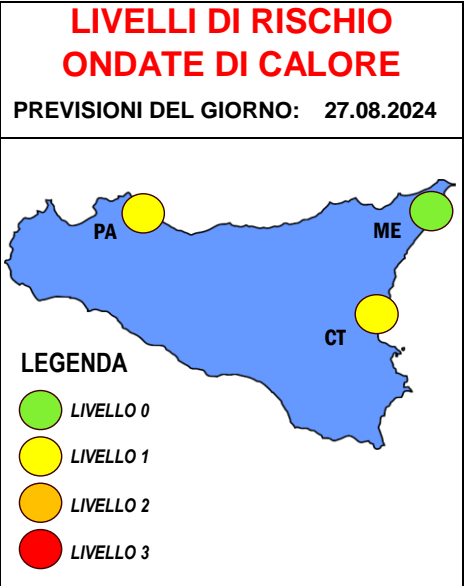 LIVELLI DI RISCHIO
ONDATE DI CALORE
PREVISIONI DEL GIORNO: 27.08.2024
PA
ME
CT
LEGENDA
LIVELLO 0
LIVELLO 1
LIVELLO 2
LIVELLO 3